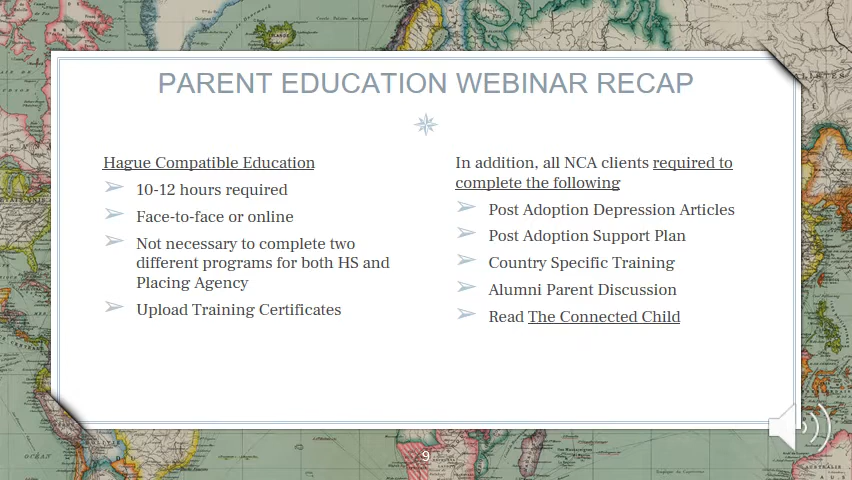 PARENT EDUCATION WEBINAR RECAP
Hague Compatible Education
10-12 hours required
Face-to-face or online
Not necessary to complete two
different programs for both HS and
Placing Agency
Upload Training Certificates
In addition, all NCA clients required to
complete the following
Post Adoption Depression Articles
Post Adoption Support Plan
Country Specific Training
Alumni Parent Discussion
Read The Connected Child
9